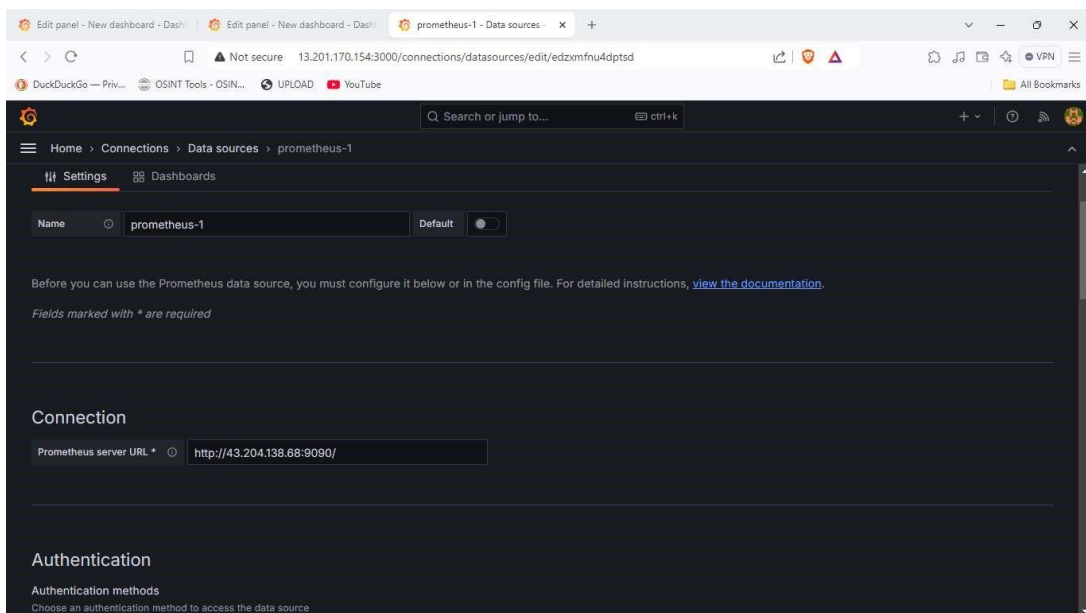 Edit panel - New dashboard - Dash
Edit panel - New dashboard - Dash
prometheus-1 - Data sources -
Not secure 13.201.170.154:3000/connections/datasources/edit/edzxmfnu4dptsd
VPN
DuckDuckGo — Priv...
OSINT Tools - OSIN...
UPLOAD
YouTube
All Bookmarks
Search or jump to...
ctrl+k
Home › Connections › Data sources › prometheus-1
Settings
Dashboards
Name
prometheus-1
Default
Before you can use the Prometheus data source, you must configure it below or in the config file. For detailed instructions, view the documentation.
Fields marked with * are required
Connection
Prometheus server URL *
http://43.204.138.68:9090/
Authentication
Authentication methods
Choose an authentication method to access the data source